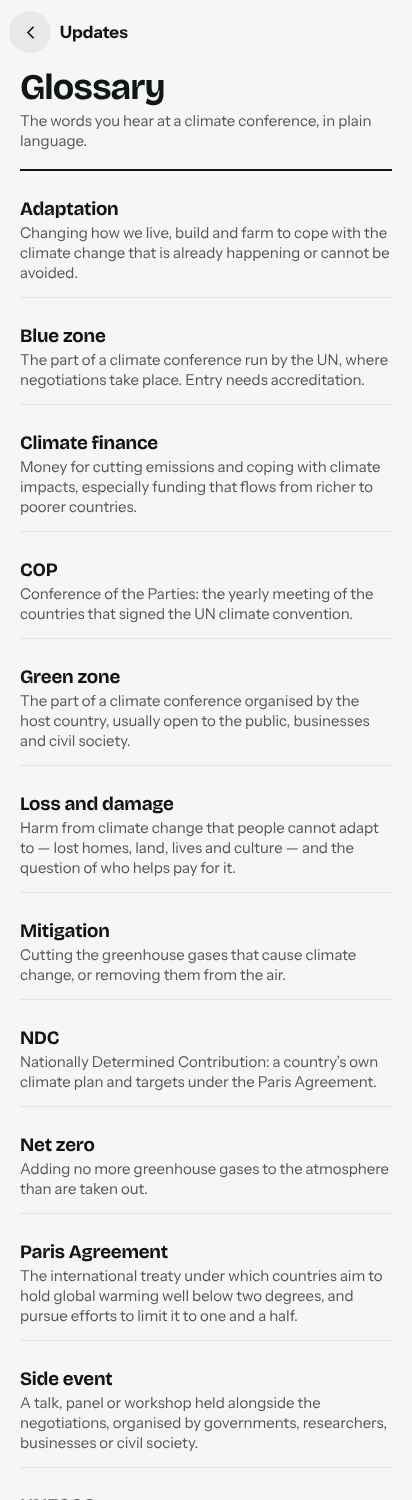 Updates
Glossary
The words you hear at a climate conference, in plain
language.
Adaptation
Changing how we live, build and farm to cope with the
climate change that is already happening or cannot be
avoided.
Blue zone
The part of a climate conference run by the UN, where
negotiations take place. Entry needs accreditation.
Climate finance
Money for cutting emissions and coping with climate
impacts, especially funding that flows from richer to
poorer countries.
COP
Conference of the Parties: the yearly meeting of the
countries that signed the UN climate convention.
Green zone
The part of a climate conference organised by the
host country, usually open to the public, businesses
and civil society.
Loss and damage
Harm from climate change that people cannot adapt
to — lost homes, land, lives and culture — and the
question of who helps pay for it.
Mitigation
Cutting the greenhouse gases that cause climate
change, or removing them from the air.
NDC
Nationally Determined Contribution: a country’s own
climate plan and targets under the Paris Agreement.
Net zero
Adding no more greenhouse gases to the atmosphere
than are taken out.
Paris Agreement
The international treaty under which countries aim to
hold global warming well below two degrees, and
pursue efforts to limit it to one and a half.
Side event
A talk, panel or workshop held alongside the
negotiations, organised by governments, researchers,
businesses or civil society.